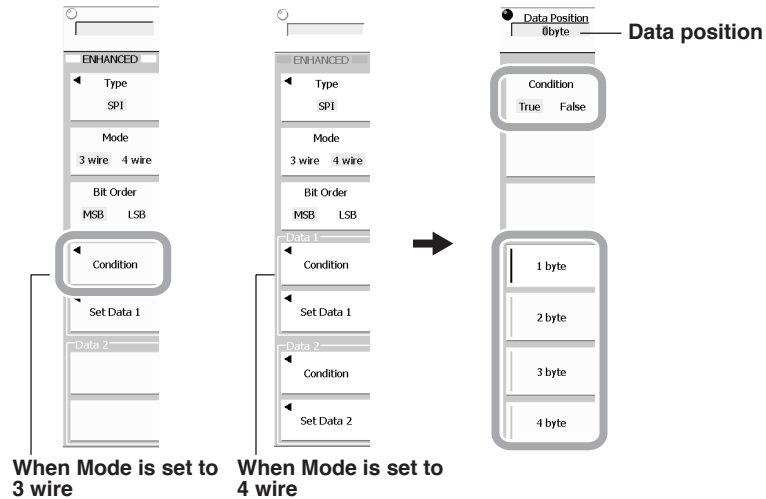 ENHANCED
Type
SPI
Mode
3 wire 4 wire
Bit Order
MSB LSB
Condition
Set Data 1
Data 2
When Mode is set to
3 wire
ENHANCED
Type
SPI
Mode
3 wire 4 wire
Bit Order
MSB LSB
Data 1
Condition
Set Data 1
Data 2
Condition
Set Data 2
When Mode is set to
4 wire
Data Position
0byte
Data position
Condition
True False
1 byte
2 byte
3 byte
4 byte